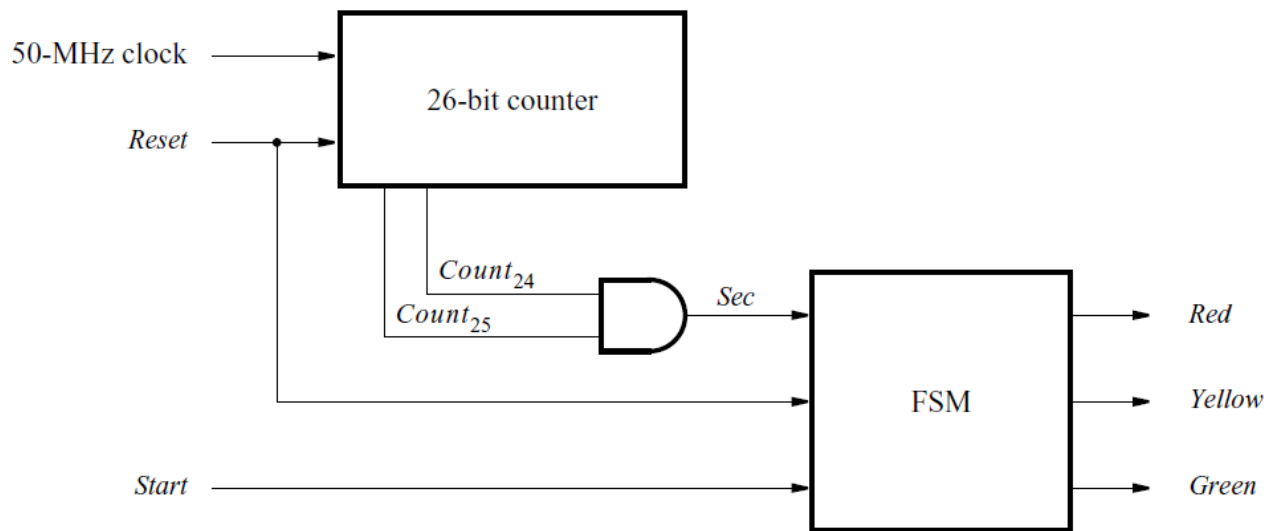 50-MHz clock
26-bit counter
Reset
Count24
Count25
Sec
Red
FSM
Yellow
Start
Green